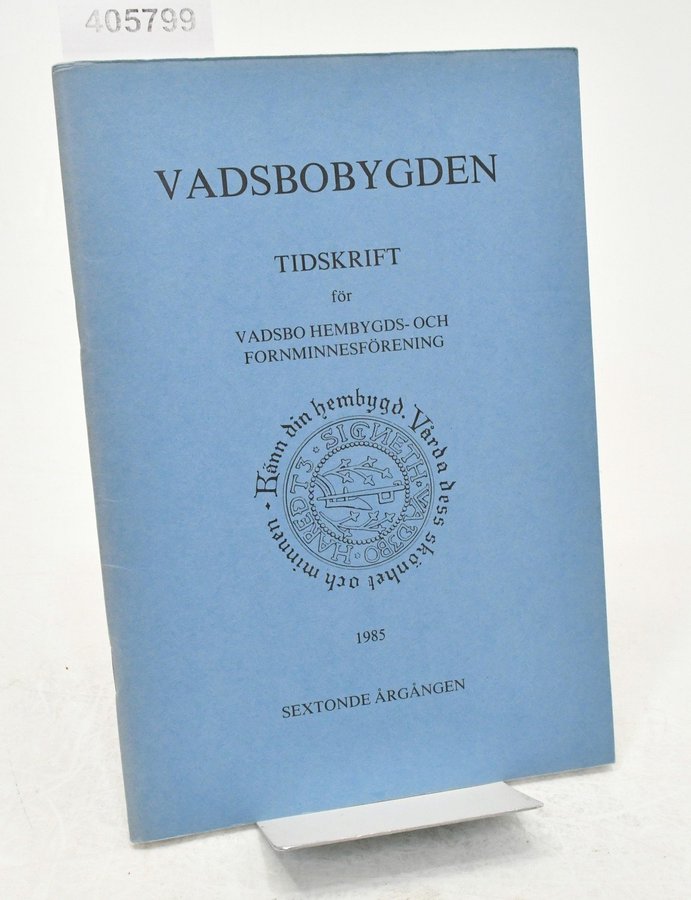 405799
VADSBOBYGDEN
TIDSKRIFT
för
VADSBO HEMBYGDS- OCH
FORNMINNESFÖRENING
Känn din hembygd. Vårda dess skönhet och minnen •
SIGNETH • VADSBO • HAREDTZ •
1985
SEXTONDE ÅRGÅNGEN